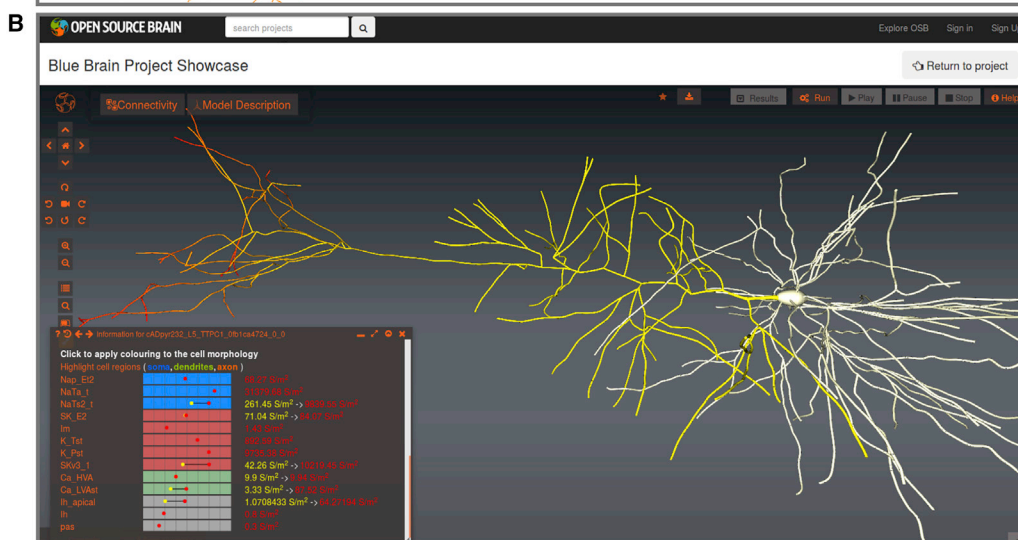 B
OPEN SOURCE BRAIN
search projects
Explore OSB
Sign in
Sign U
Blue Brain Project Showcase
Return to project
Connectivity
Model Description
Results
Run
Play
Pause
Stop
Help
Information for cADpyr232_L5_TTPC1_0fb1ca4724_0_0
Click to apply colouring to the cell morphology
Highlight cell regions (soma,dendrites,axon)
Nap_Et2
NaTa_t
NaTs2_t 261.45 S/m² ->
SK_E2 71.04 S/m² ->
Im
K_Tst
K_Pst
SKv3_1 42.26 S/m² ->
Ca_HVA 9.9 S/m² ->
Ca_LVAst 3.33 S/m² ->
Ih_apical 1.0708433 S/m² ->
Ih
pas